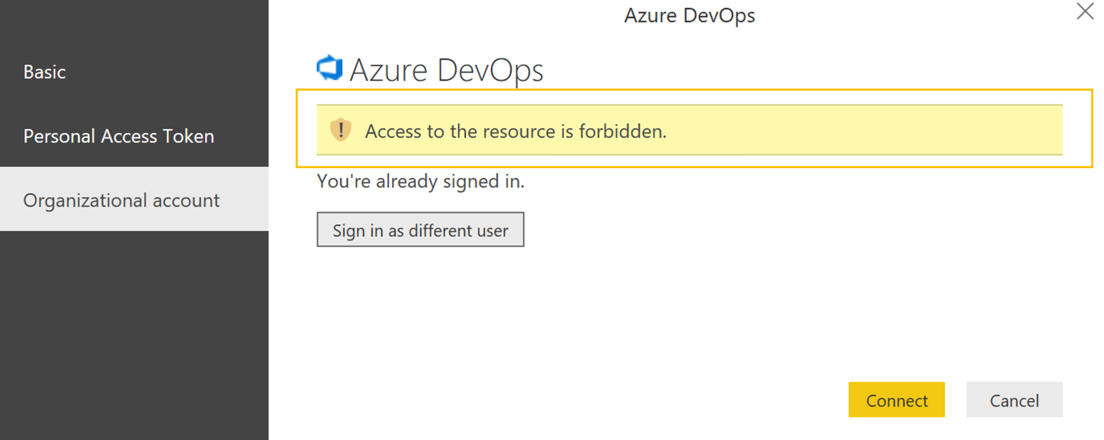 Azure DevOps
Basic
Personal Access Token
Organizational account
Azure DevOps
Access to the resource is forbidden.
You're already signed in.
Sign in as different user
Connect
Cancel